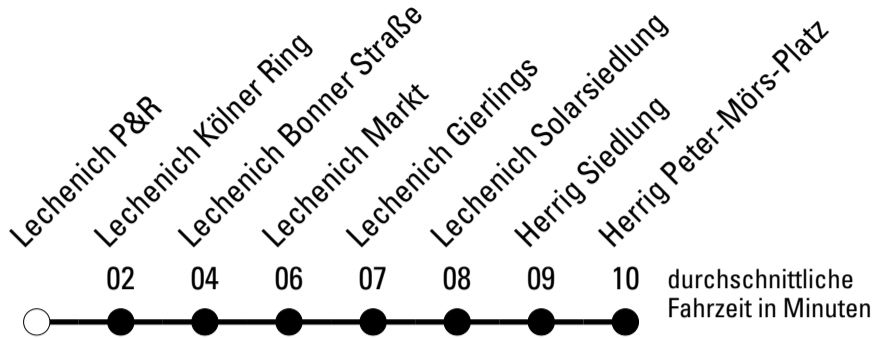 Lechenich P&R
Lechenich Kölner Ring
Lechenich Bonner Straße
Lechenich Markt
Lechenich Gierlings
Lechenich Solarsiedlung
Herrig Siedlung
Herrig Peter-Mörs-Platz
02 04 06 07 08 09 10
durchschnittliche
Fahrzeit in Minuten